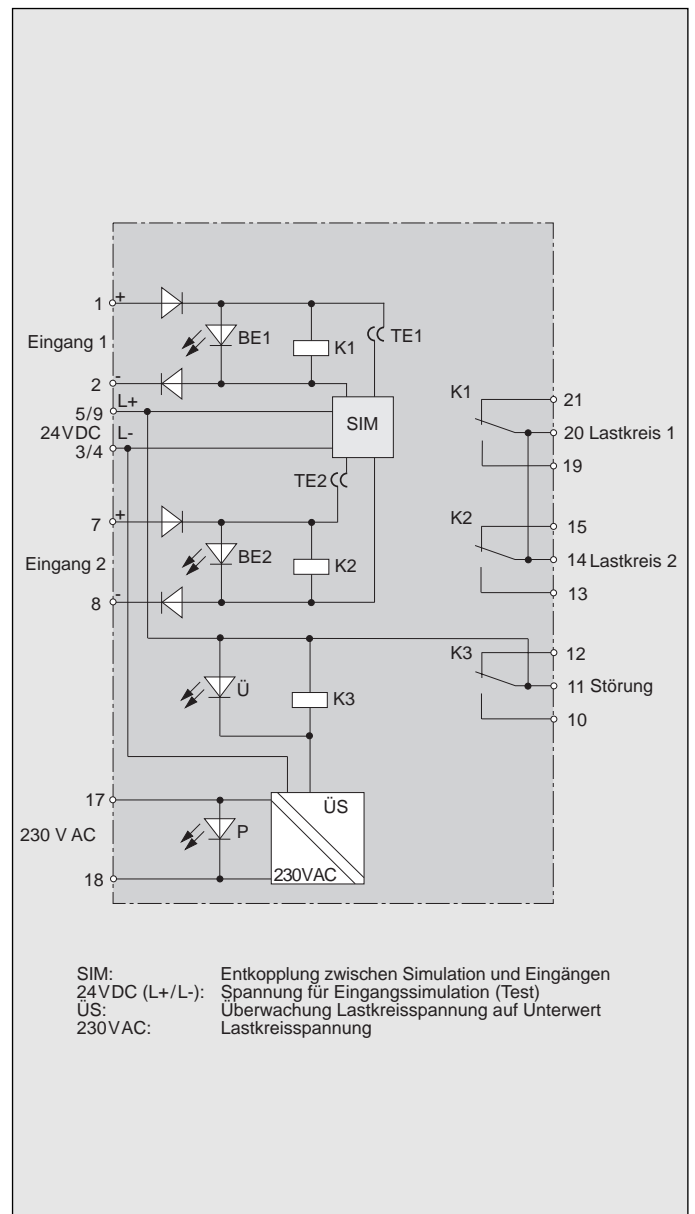 1 +
BE1
K1
TE1
Eingang 1
2 -
5/9 L+
24VDC
3/4 L-
SIM
TE2
7 +
BE2
K2
Eingang 2
8 -
Ü
K3
17
ÜS
230 V AC
P
18
230VAC
K1
21
20 Lastkreis 1
19
K2
15
14 Lastkreis 2
13
K3
12
11 Störung
10
SIM: Entkopplung zwischen Simulation und Eingängen
24VDC (L+/L-): Spannung für Eingangssimulation (Test)
ÜS: Überwachung Lastkreisspannung auf Unterwert
230VAC: Lastkreisspannung